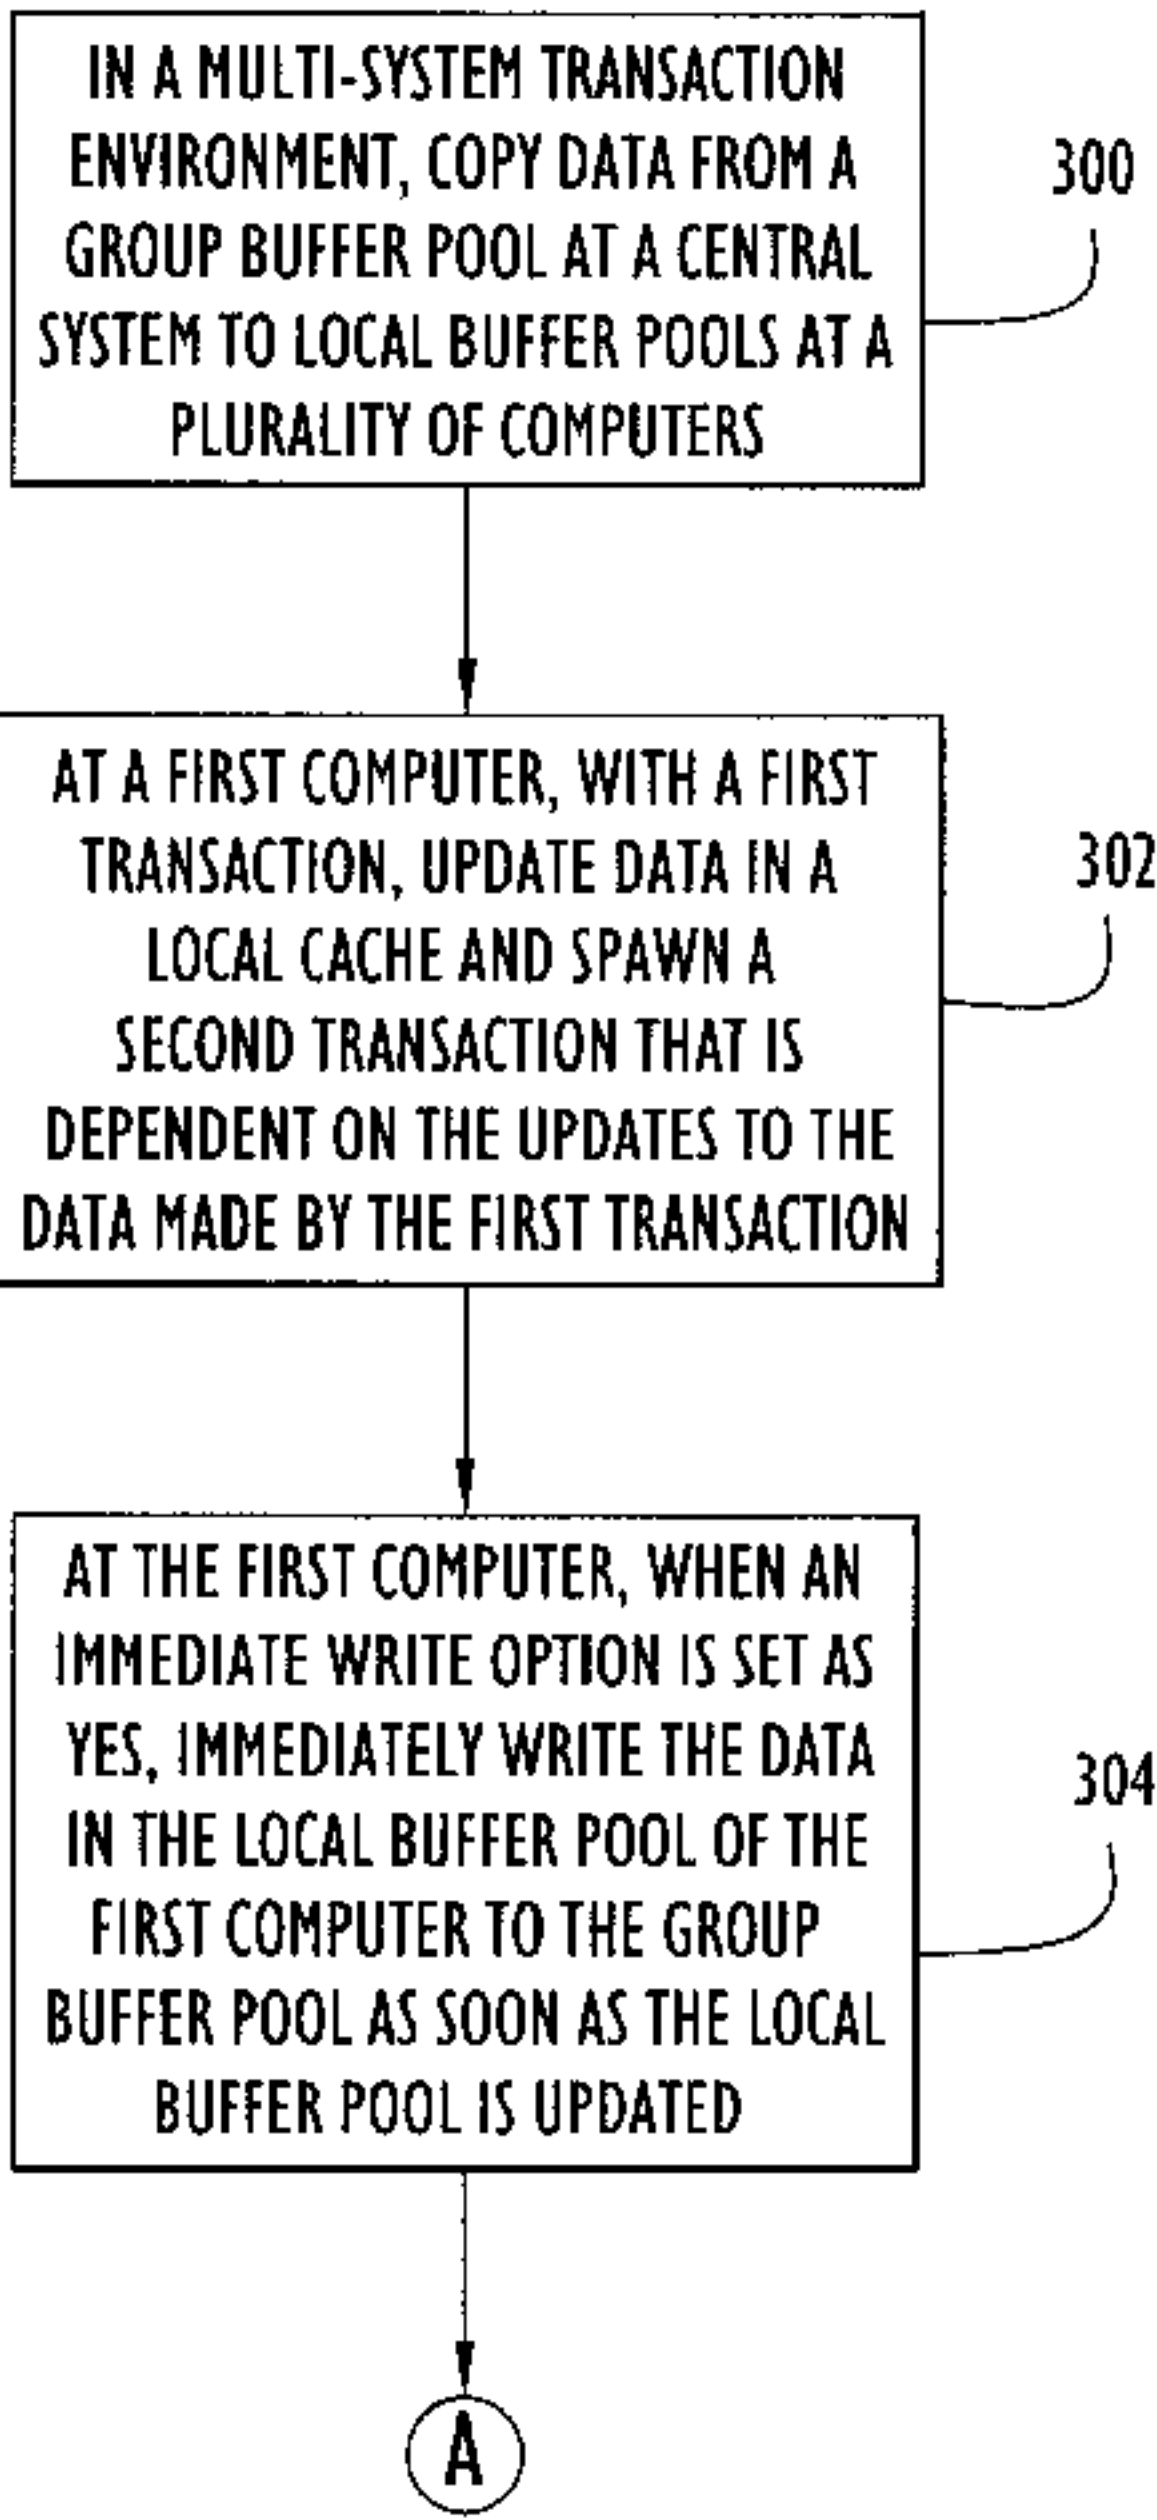 IN A MULTI-SYSTEM TRANSACTION
ENVIRONMENT, COPY DATA FROM A
GROUP BUFFER POOL AT A CENTRAL
SYSTEM TO LOCAL BUFFER POOLS AT A
PLURALITY OF COMPUTERS
300
AT A FIRST COMPUTER, WITH A FIRST
TRANSACTION, UPDATE DATA IN A
LOCAL CACHE AND SPAWN A
SECOND TRANSACTION THAT IS
DEPENDENT ON THE UPDATES TO THE
DATA MADE BY THE FIRST TRANSACTION
302
AT THE FIRST COMPUTER, WHEN AN
IMMEDIATE WRITE OPTION IS SET AS
YES, IMMEDIATELY WRITE THE DATA
IN THE LOCAL BUFFER POOL OF THE
FIRST COMPUTER TO THE GROUP
BUFFER POOL AS SOON AS THE LOCAL
BUFFER POOL IS UPDATED
304
A